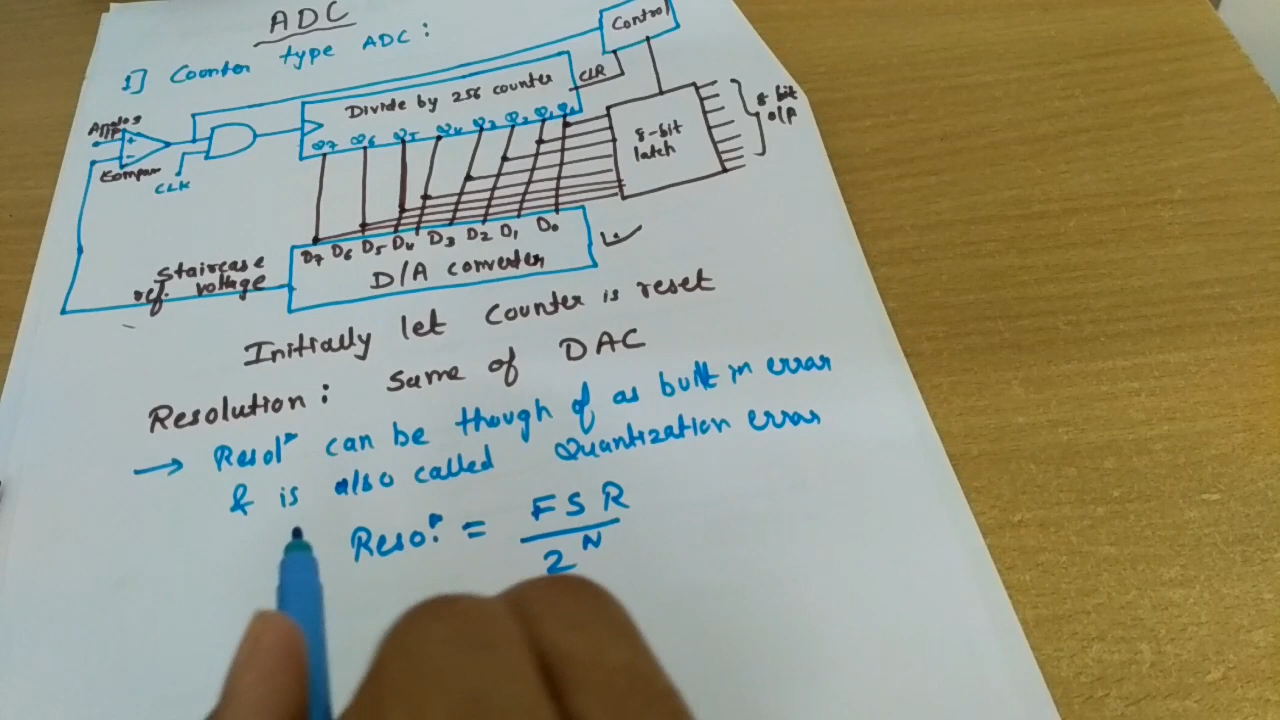 ADC
1] Counter type ADC:
Control
Divide by 256 counter
CLR
Q7 Q6 Q5 Q4 Q3 Q2 Q1 Q0
8-bit latch
8-bit
O/P
Analog
I/P
+
-
Compar
CLK
D7 D6 D5 D4 D3 D2 D1 D0
D/A converter
Staircase
ref. voltage
Initially let counter is reset
Resolution: Same of DAC
→ Resolⁿ can be though of as built in error
& is also called Quantization error
Resoⁿ = FSR
2^N